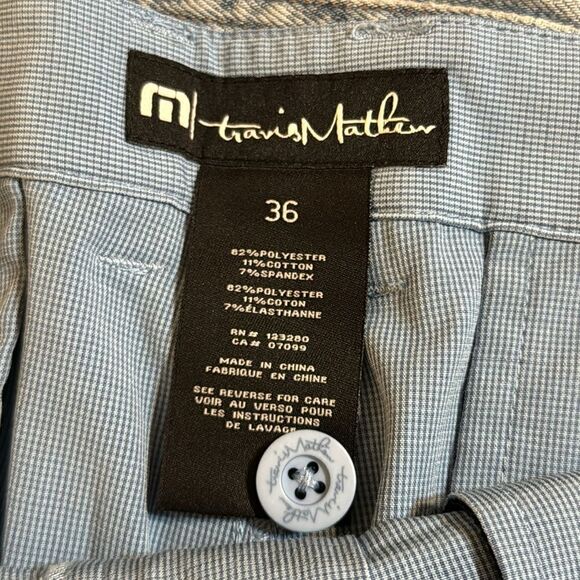 m travisMathew
36
82%POLYESTER
11%COTTON
7%SPANDEX
82%POLYESTER
11%COTON
7%ÉLASTHANNE
RN# 123280
CA# 07099
MADE IN CHINA
FABRIQUE EN CHINE
SEE REVERSE FOR CARE
VOIR AU VERSO POUR
LES INSTRUCTIONS
DE LAVAGE
travisMathew
travisMathew